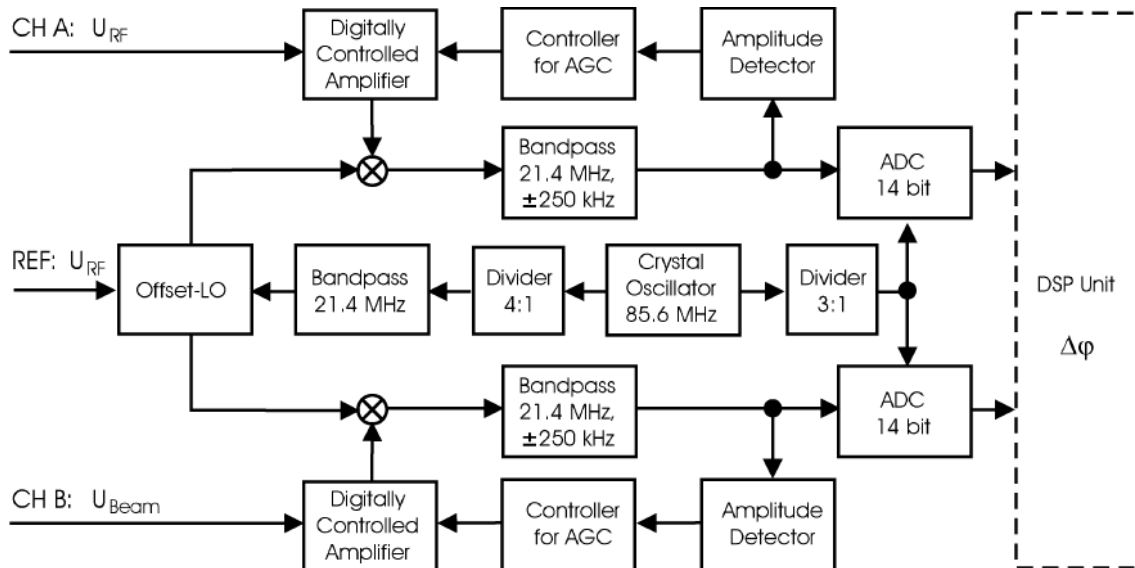 CH A: U_RF
Digitally
Controlled
Amplifier
Controller
for AGC
Amplitude
Detector
Bandpass
21.4 MHz,
±250 kHz
ADC
14 bit
REF: U_RF
Offset-LO
Bandpass
21.4 MHz
Divider
4:1
Crystal
Oscillator
85.6 MHz
Divider
3:1
DSP Unit
Δφ
Bandpass
21.4 MHz,
±250 kHz
ADC
14 bit
CH B: U_Beam
Digitally
Controlled
Amplifier
Controller
for AGC
Amplitude
Detector